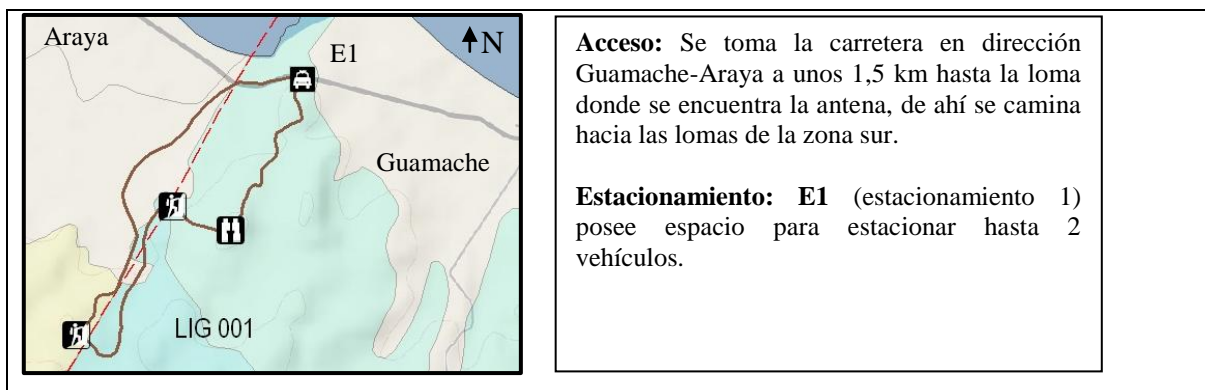 Araya
N
E1
Guamache
LIG 001
Acceso: Se toma la carretera en dirección
Guamache-Araya a unos 1,5 km hasta la loma
donde se encuentra la antena, de ahí se camina
hacia las lomas de la zona sur.
Estacionamiento: E1 (estacionamiento 1)
posee espacio para estacionar hasta 2
vehículos.